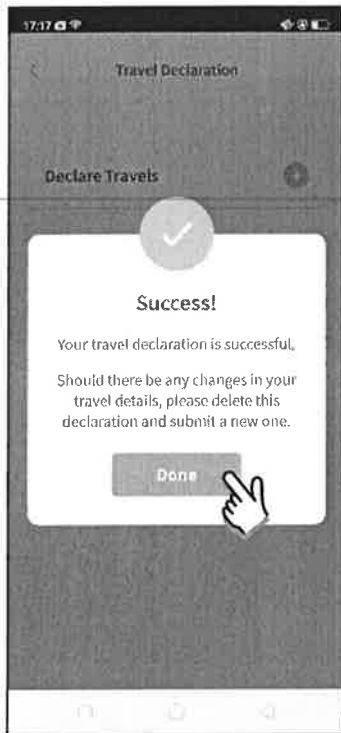 17:17
Travel Declaration
Declare Travels
Success!
Your travel declaration is successful.
Should there be any changes in your
travel details, please delete this
declaration and submit a new one.
Done